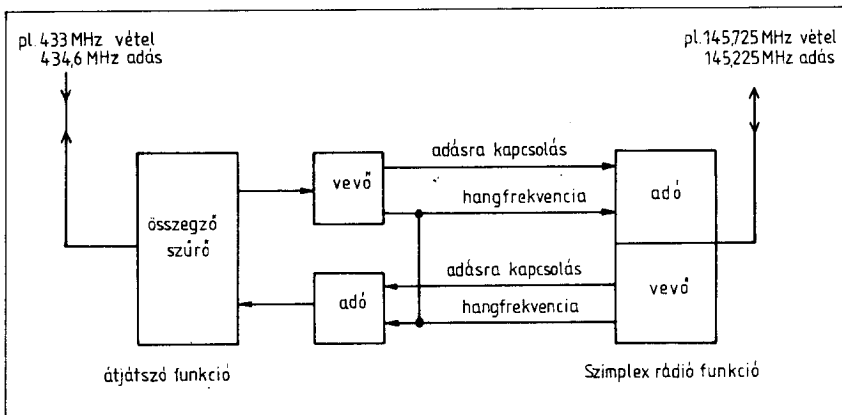 pl. 433 MHz vétel
434,6 MHz adás
pl. 145,725 MHz vétel
145,225 MHz adás
összegző
szűrő
vevő
adó
adásra kapcsolás
hangfrekvencia
adásra kapcsolás
hangfrekvencia
adó
vevő
átjátszó funkció
Szimplex rádió funkció